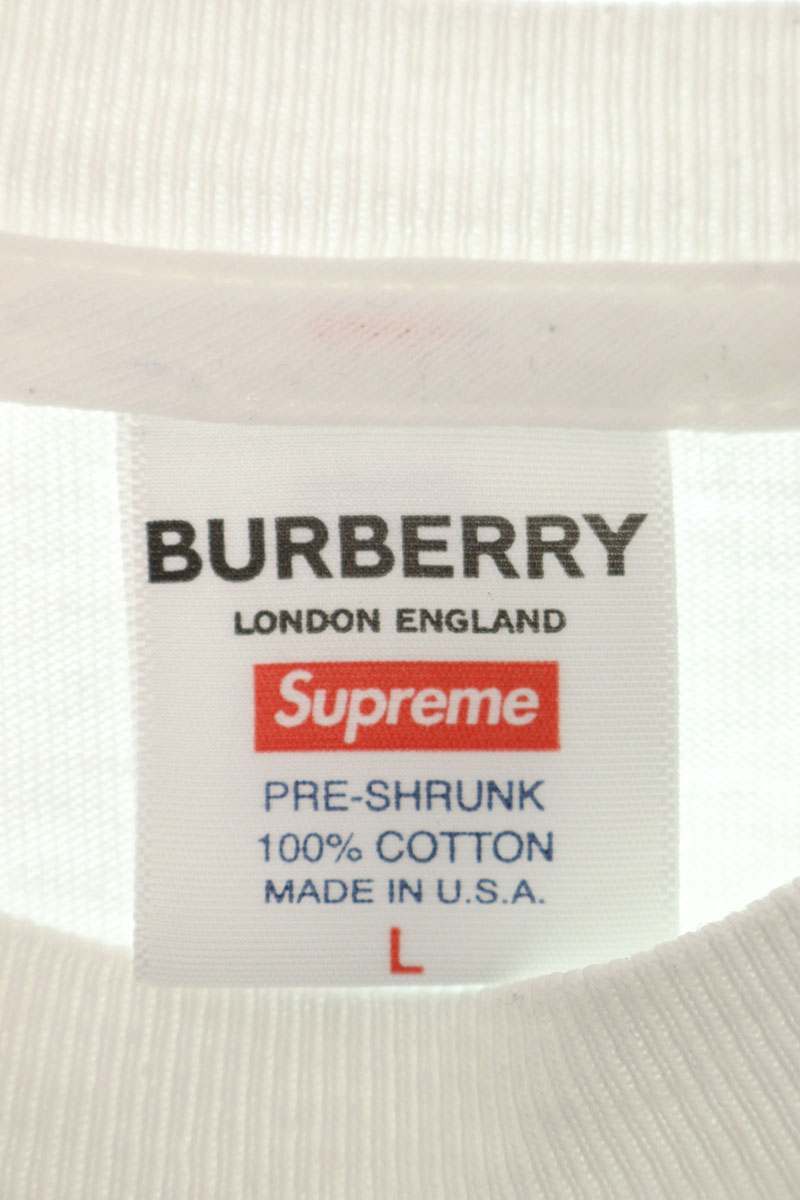 BURBERRY
LONDON ENGLAND
Supreme
PRE-SHRUNK
100% COTTON
MADE IN U.S.A.
L